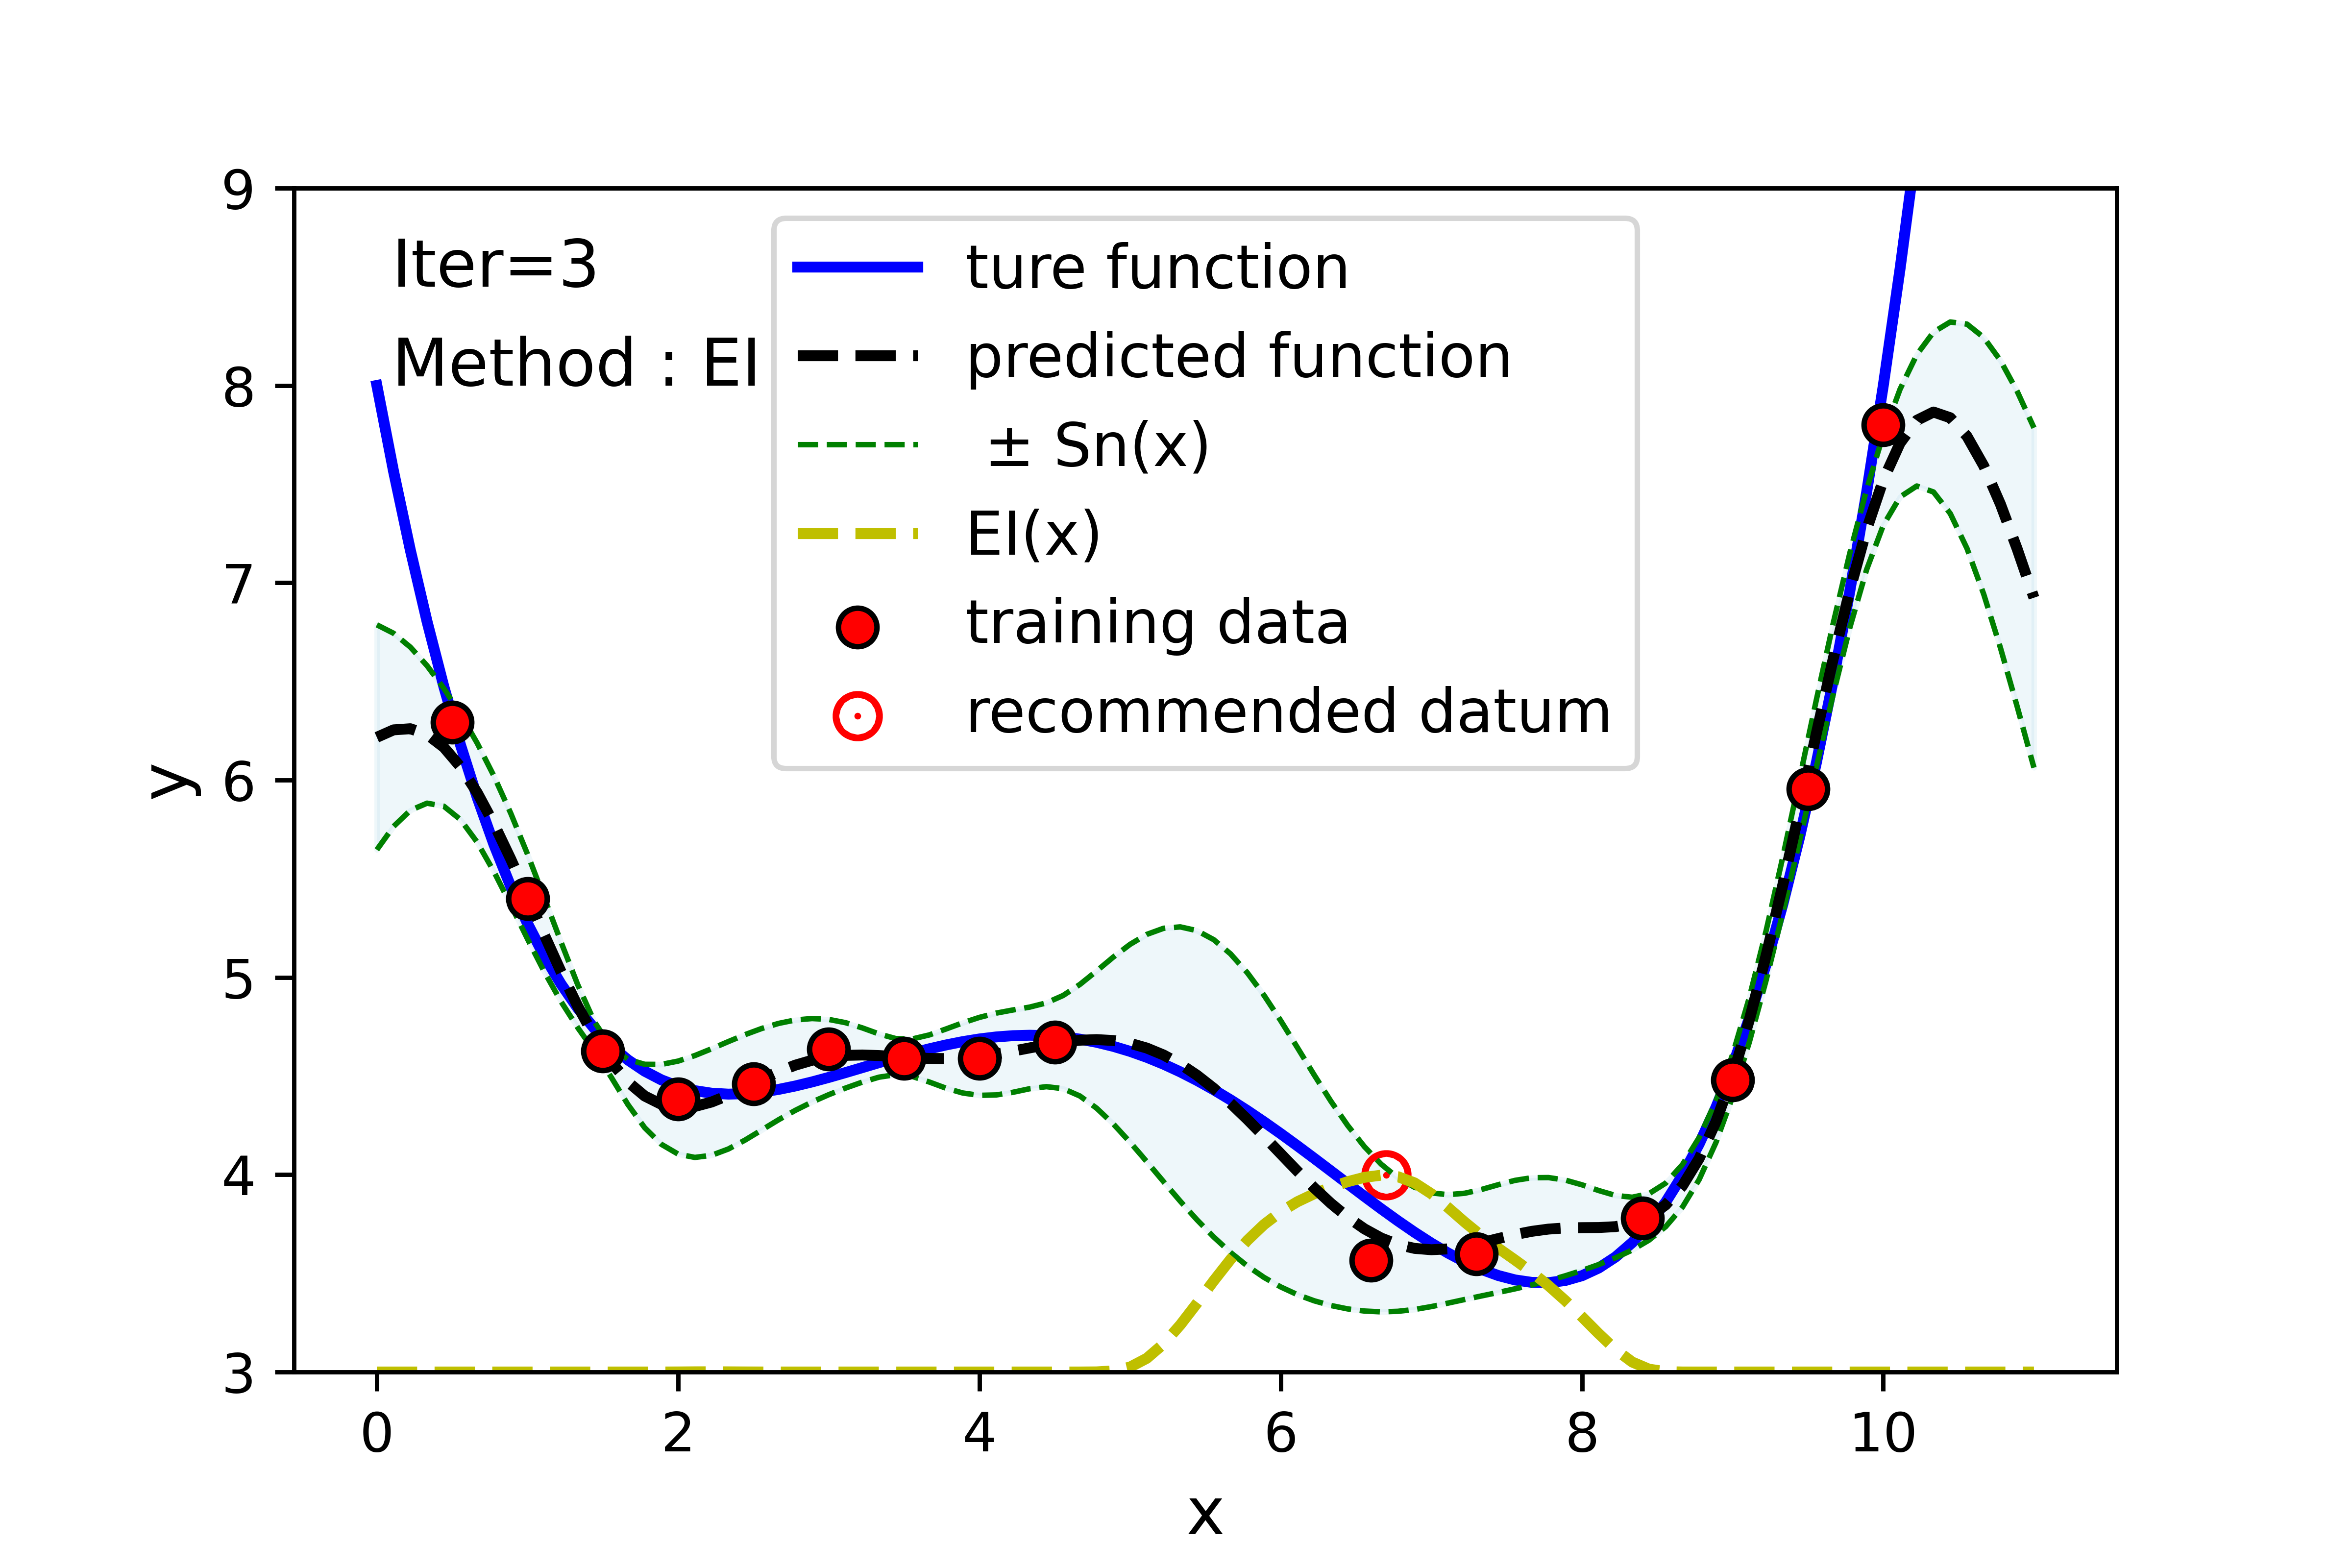 Iter=3
Method : EI
ture function
predicted function
± Sn(x)
EI(x)
training data
recommended datum
9
8
7
6
5
4
3
y
0 2 4 6 8 10
x